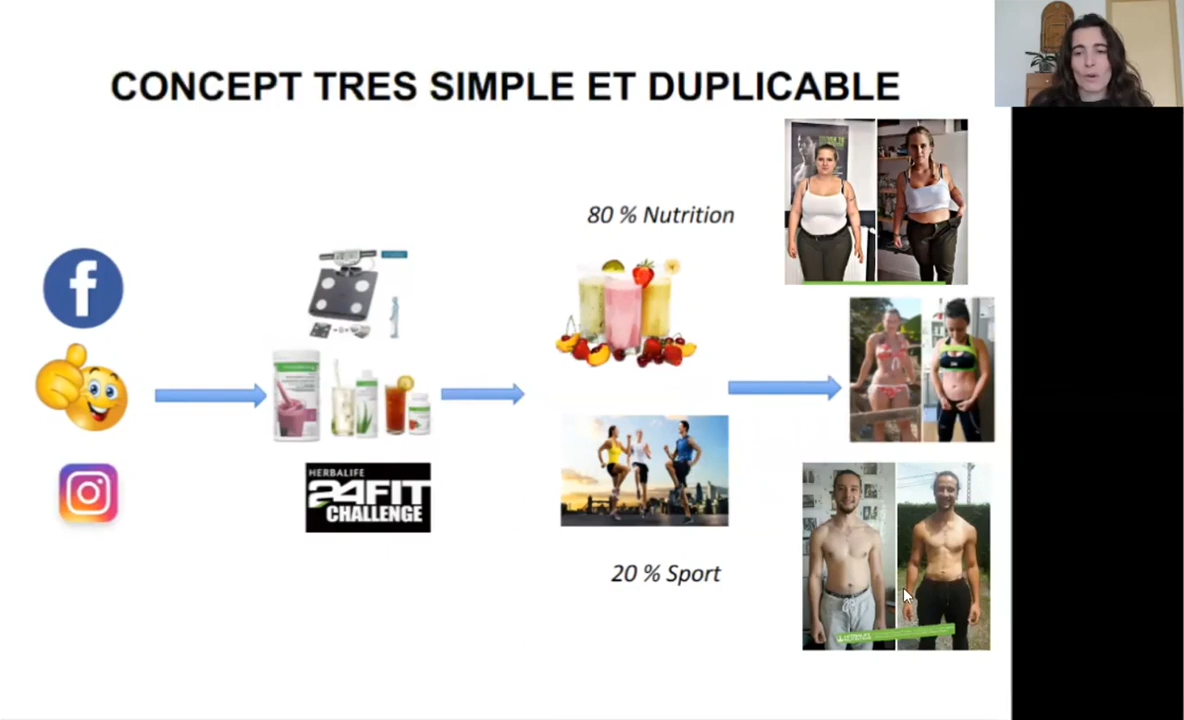 CONCEPT TRES SIMPLE ET DUPLICABLE
80 % Nutrition
HERBALIFE
24FIT
CHALLENGE
20 % Sport